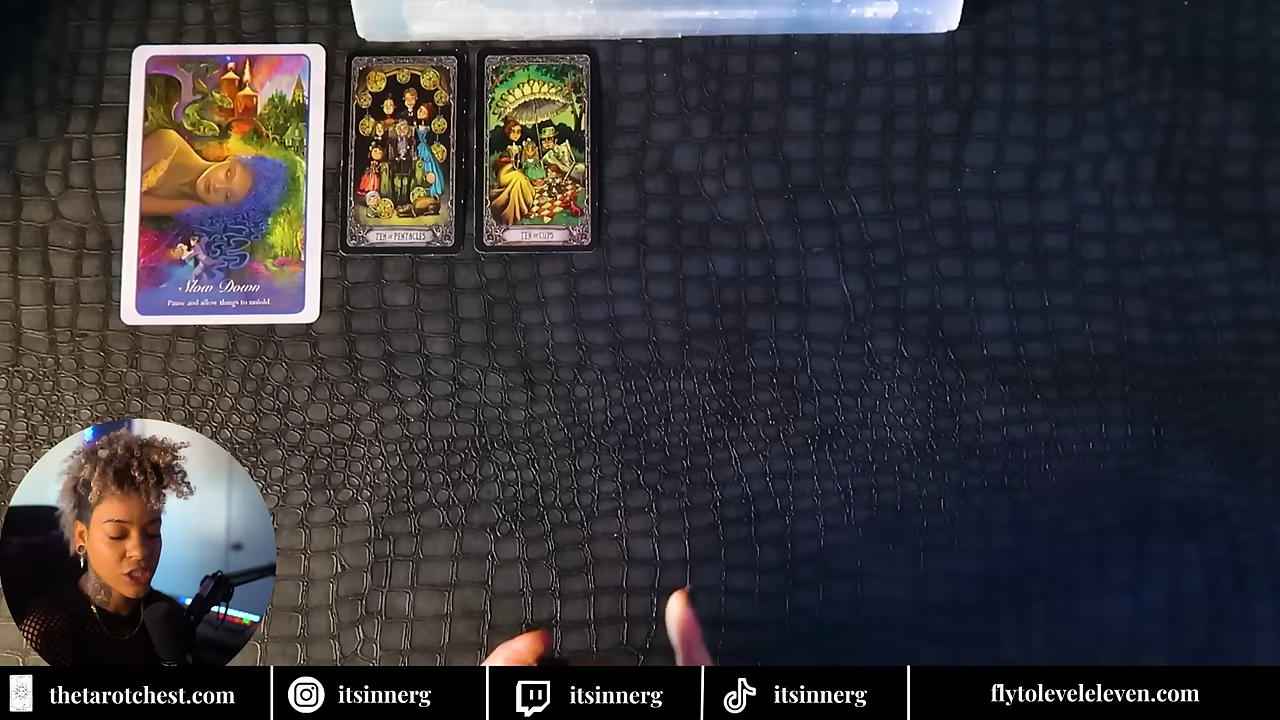 Slow Down
Pause and allow things to unfold.
TEN OF PENTACLES
TEN OF CUPS
thetarotchest.com
itsinnerg
itsinnerg
itsinnerg
flytoleveleleven.com